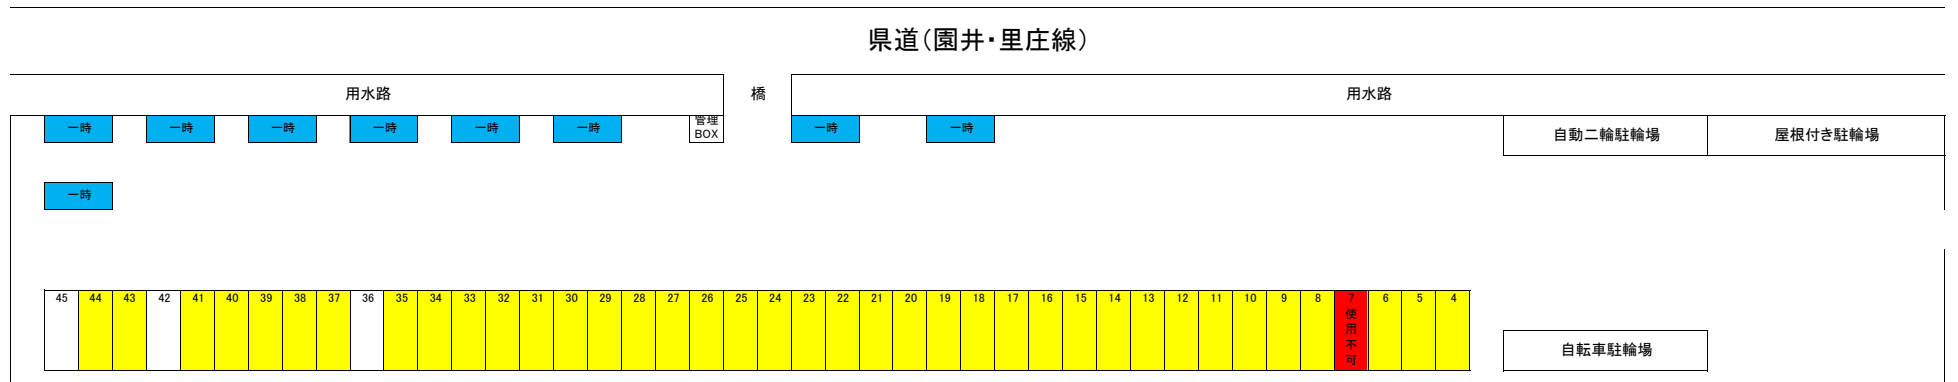 県道（園井・里庄線）
用水路
橋
用水路
一時
一時
一時
一時
一時
一時
管理
BOX
一時
一時
自動二輪駐輪場
屋根付き駐輪場
一時
45 44 43 42 41 40 39 38 37 36 35 34 33 32 31 30 29 28 27 26 25 24 23 22 21 20 19 18 17 16 15 14 13 12 11 10 9 8 7 6 5 4
使
用
不
可
自転車駐輪場